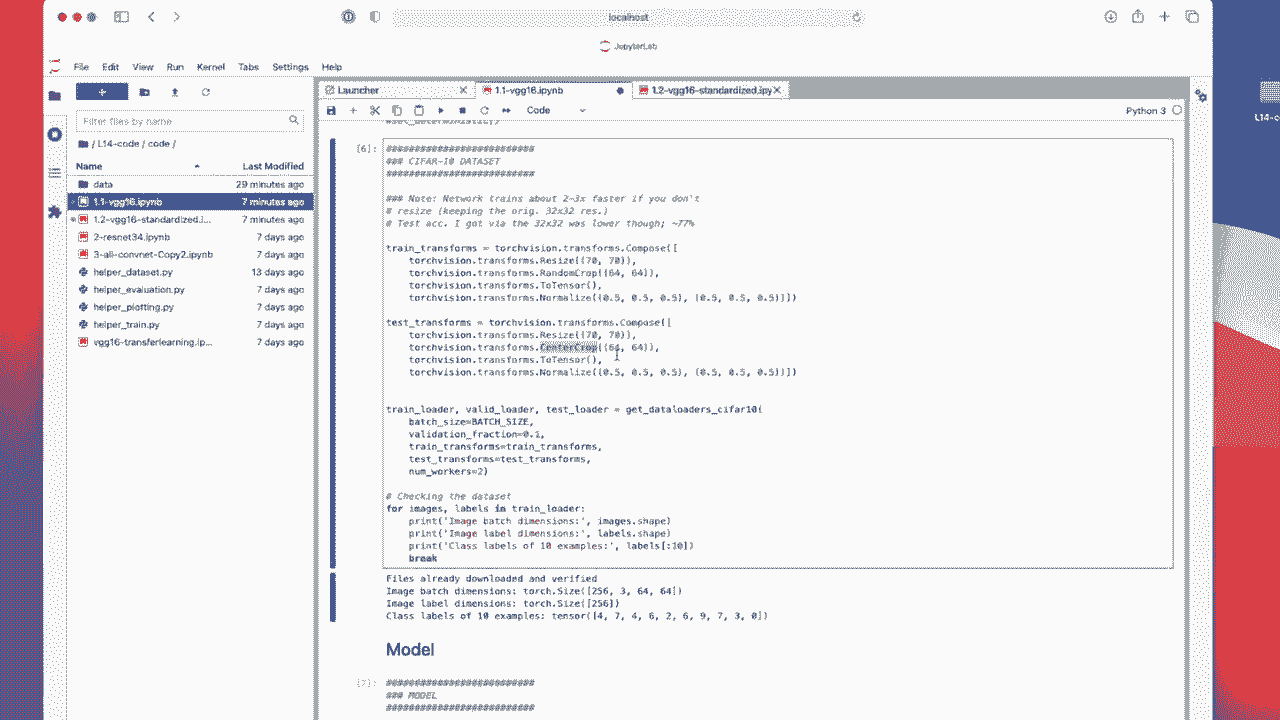 localhost
JupyterLab
File Edit View Run Kernel Tabs Settings Help
Launcher 1.1-vgg16.ipynb 1.2-vgg16-standardized.ipy
Code Python 3
Filter files by name
/ L14-code / code /
Name Last Modified
data 29 minutes ago
1.1-vgg16.ipynb 7 minutes ago
1.2-vgg16-standardized.i... 7 minutes ago
2-resnet34.ipynb 7 days ago
3-all-convnet-Copy2.ipynb 7 days ago
helper_dataset.py 13 days ago
helper_evaluation.py 7 days ago
helper_plotting.py 7 days ago
helper_train.py 7 days ago
vgg16-transferlearning.ip... 7 days ago
L14-c
#set_deterministic()
[6]: ##########################
### CIFAR-10 DATASET
##########################
### Note: Network trains about 2-3x faster if you don't
# resize (keeping the orig. 32x32 res.)
# Test acc. I got via the 32x32 was lower though; ~77%
train_transforms = torchvision.transforms.Compose([
torchvision.transforms.Resize((70, 70)),
torchvision.transforms.RandomCrop((64, 64)),
torchvision.transforms.ToTensor(),
torchvision.transforms.Normalize((0.5, 0.5, 0.5), (0.5, 0.5, 0.5))])
test_transforms = torchvision.transforms.Compose([
torchvision.transforms.Resize((70, 70)),
torchvision.transforms.CenterCrop((64, 64)),
torchvision.transforms.ToTensor(),
torchvision.transforms.Normalize((0.5, 0.5, 0.5), (0.5, 0.5, 0.5))])
train_loader, valid_loader, test_loader = get_dataloaders_cifar10(
batch_size=BATCH_SIZE,
validation_fraction=0.1,
train_transforms=train_transforms,
test_transforms=test_transforms,
num_workers=2)
# Checking the dataset
for images, labels in train_loader:
print('Image batch dimensions:', images.shape)
print('Image label dimensions:', labels.shape)
print('Class labels of 10 examples:', labels[:10])
break
Files already downloaded and verified
Image batch dimensions: torch.Size([256, 3, 64, 64])
Image label dimensions: torch.Size([256])
Class labels of 10 examples: tensor([4, 7, 4, 6, 2, 6, 9, 7, 3, 0])
Model
[7]: ##########################
### MODEL
##########################